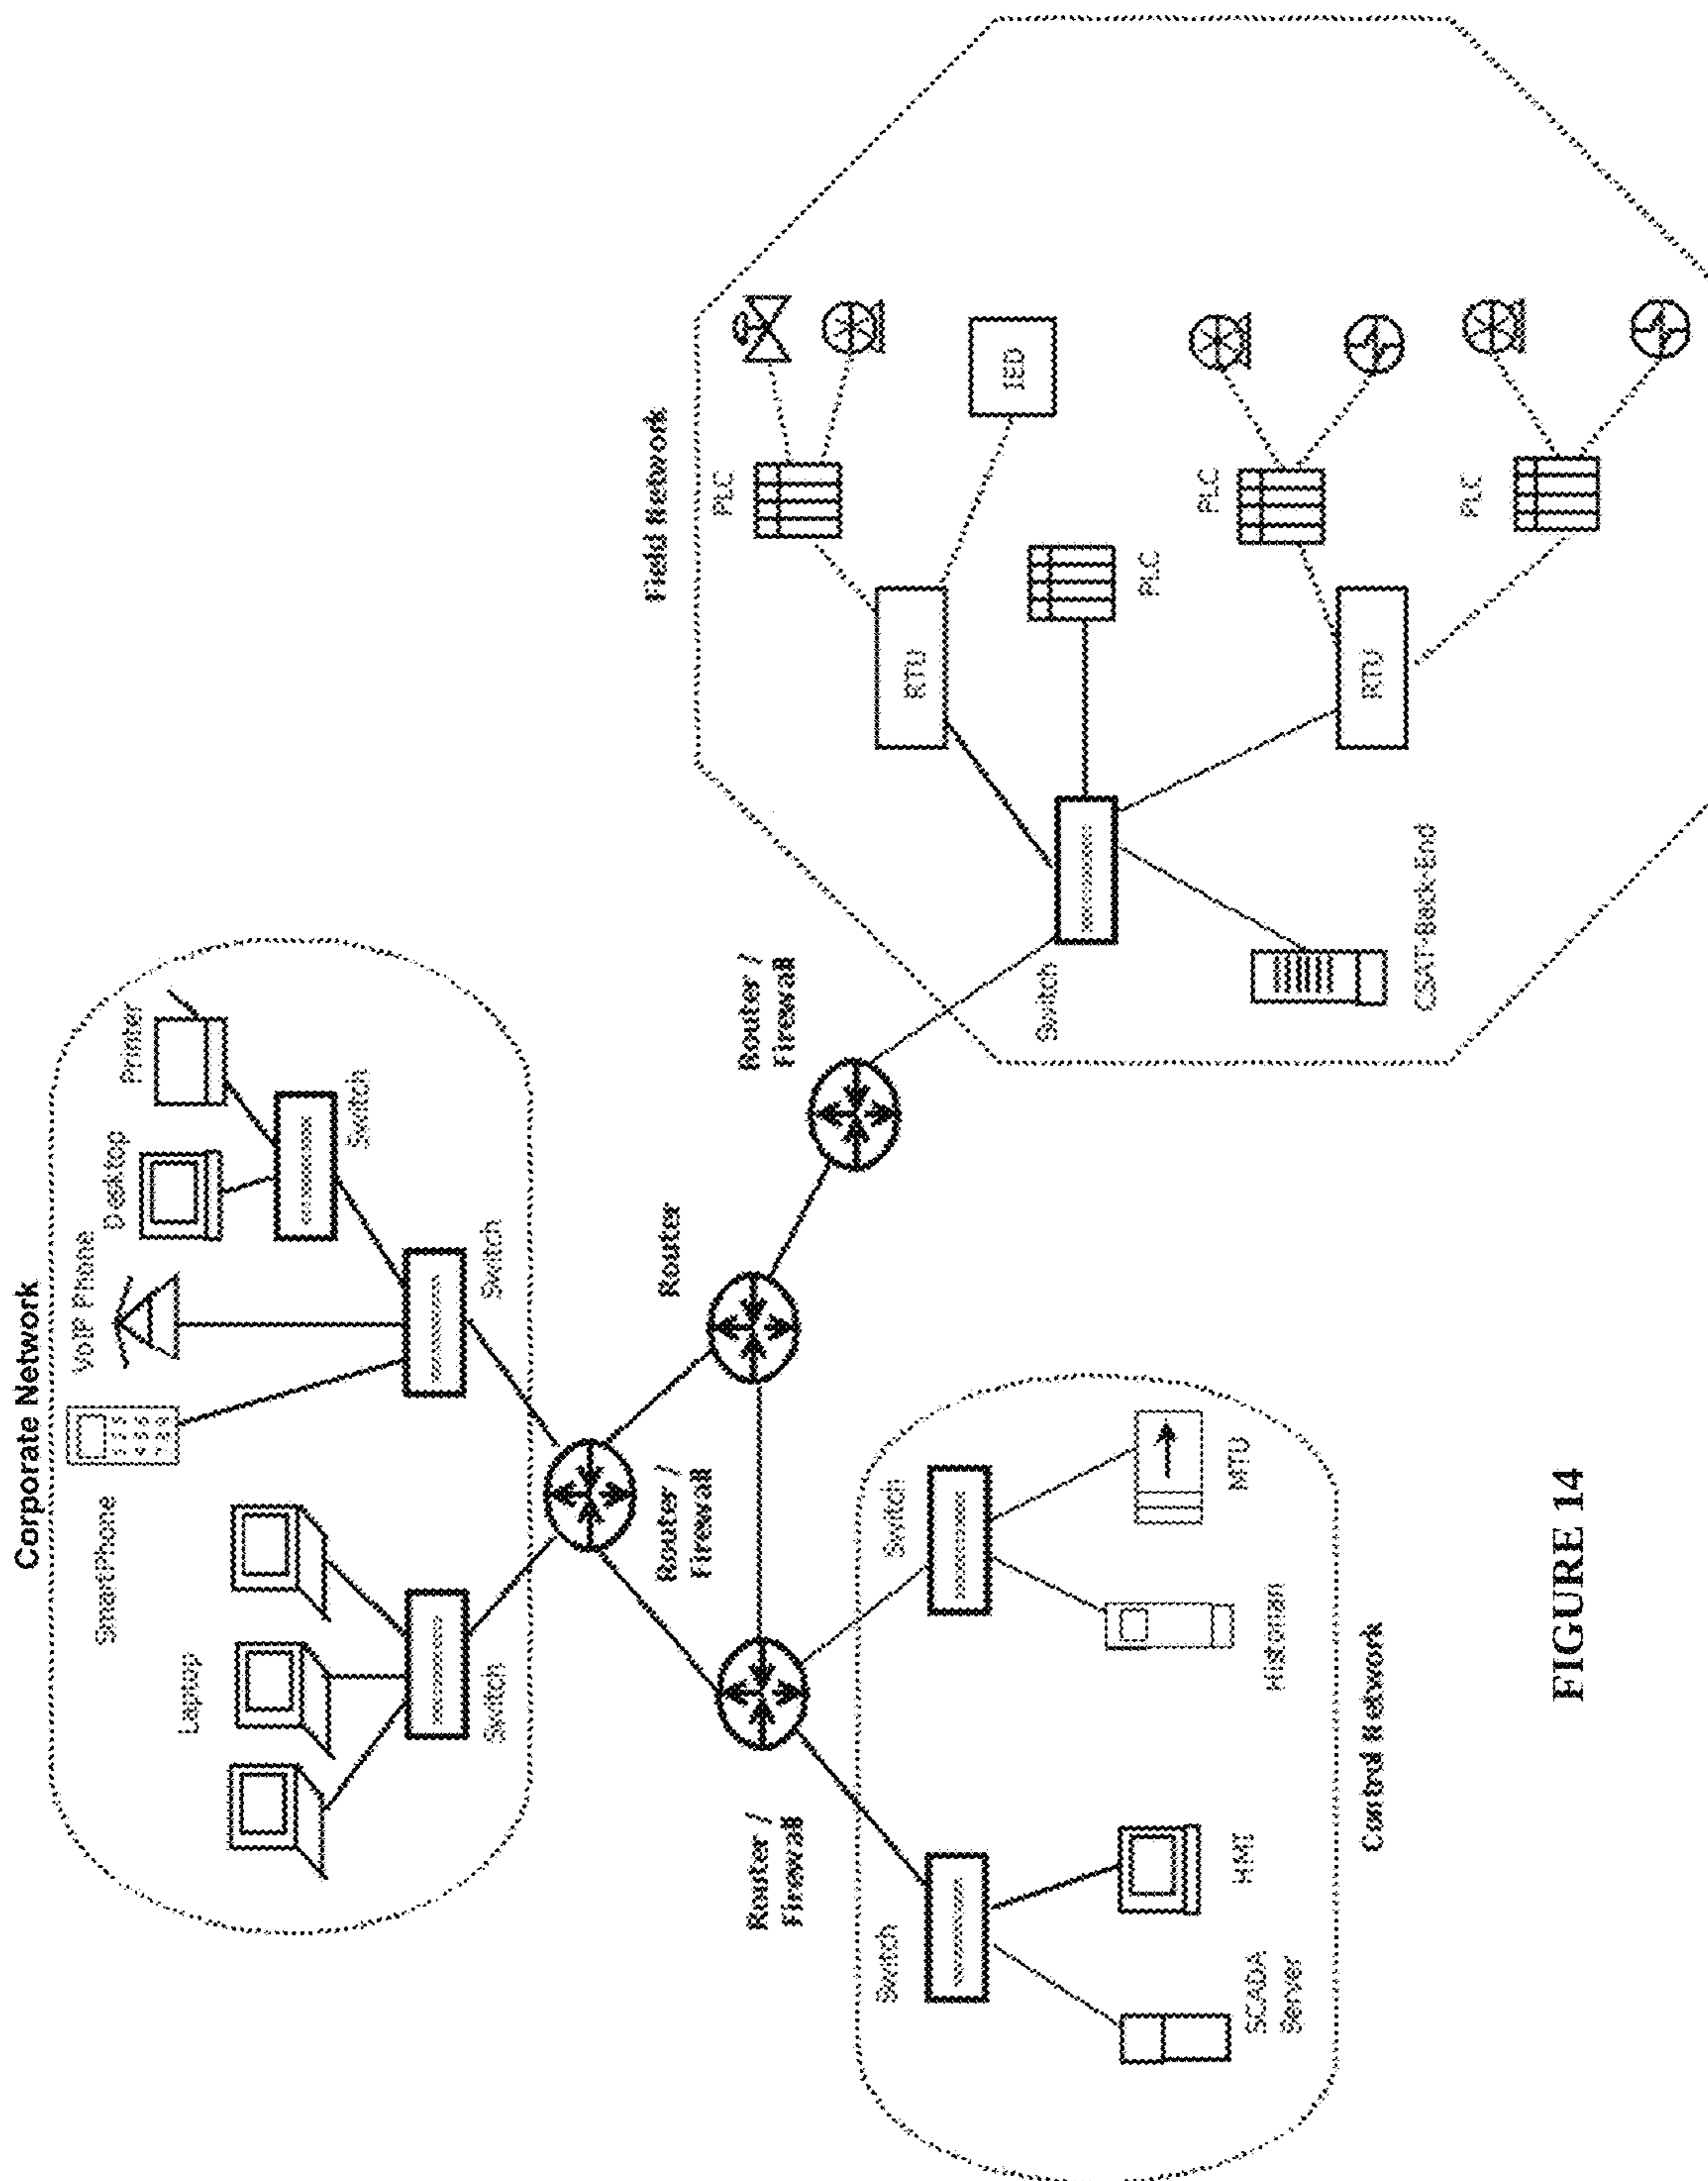 Corporate Network
SmartPhone
VoIP Phone
Desktop
Printer
Laptop
Switch
Switch
Switch
Router /
Firewall
Router
Router /
Firewall
Router /
Firewall
Field Network
PLC
RTU
IED
PLC
PLC
RTU
PLC
Switch
CSAT-Back-End
Switch
Switch
SCADA
Server
HMI
Historian
MTU
Control Network
FIGURE 14